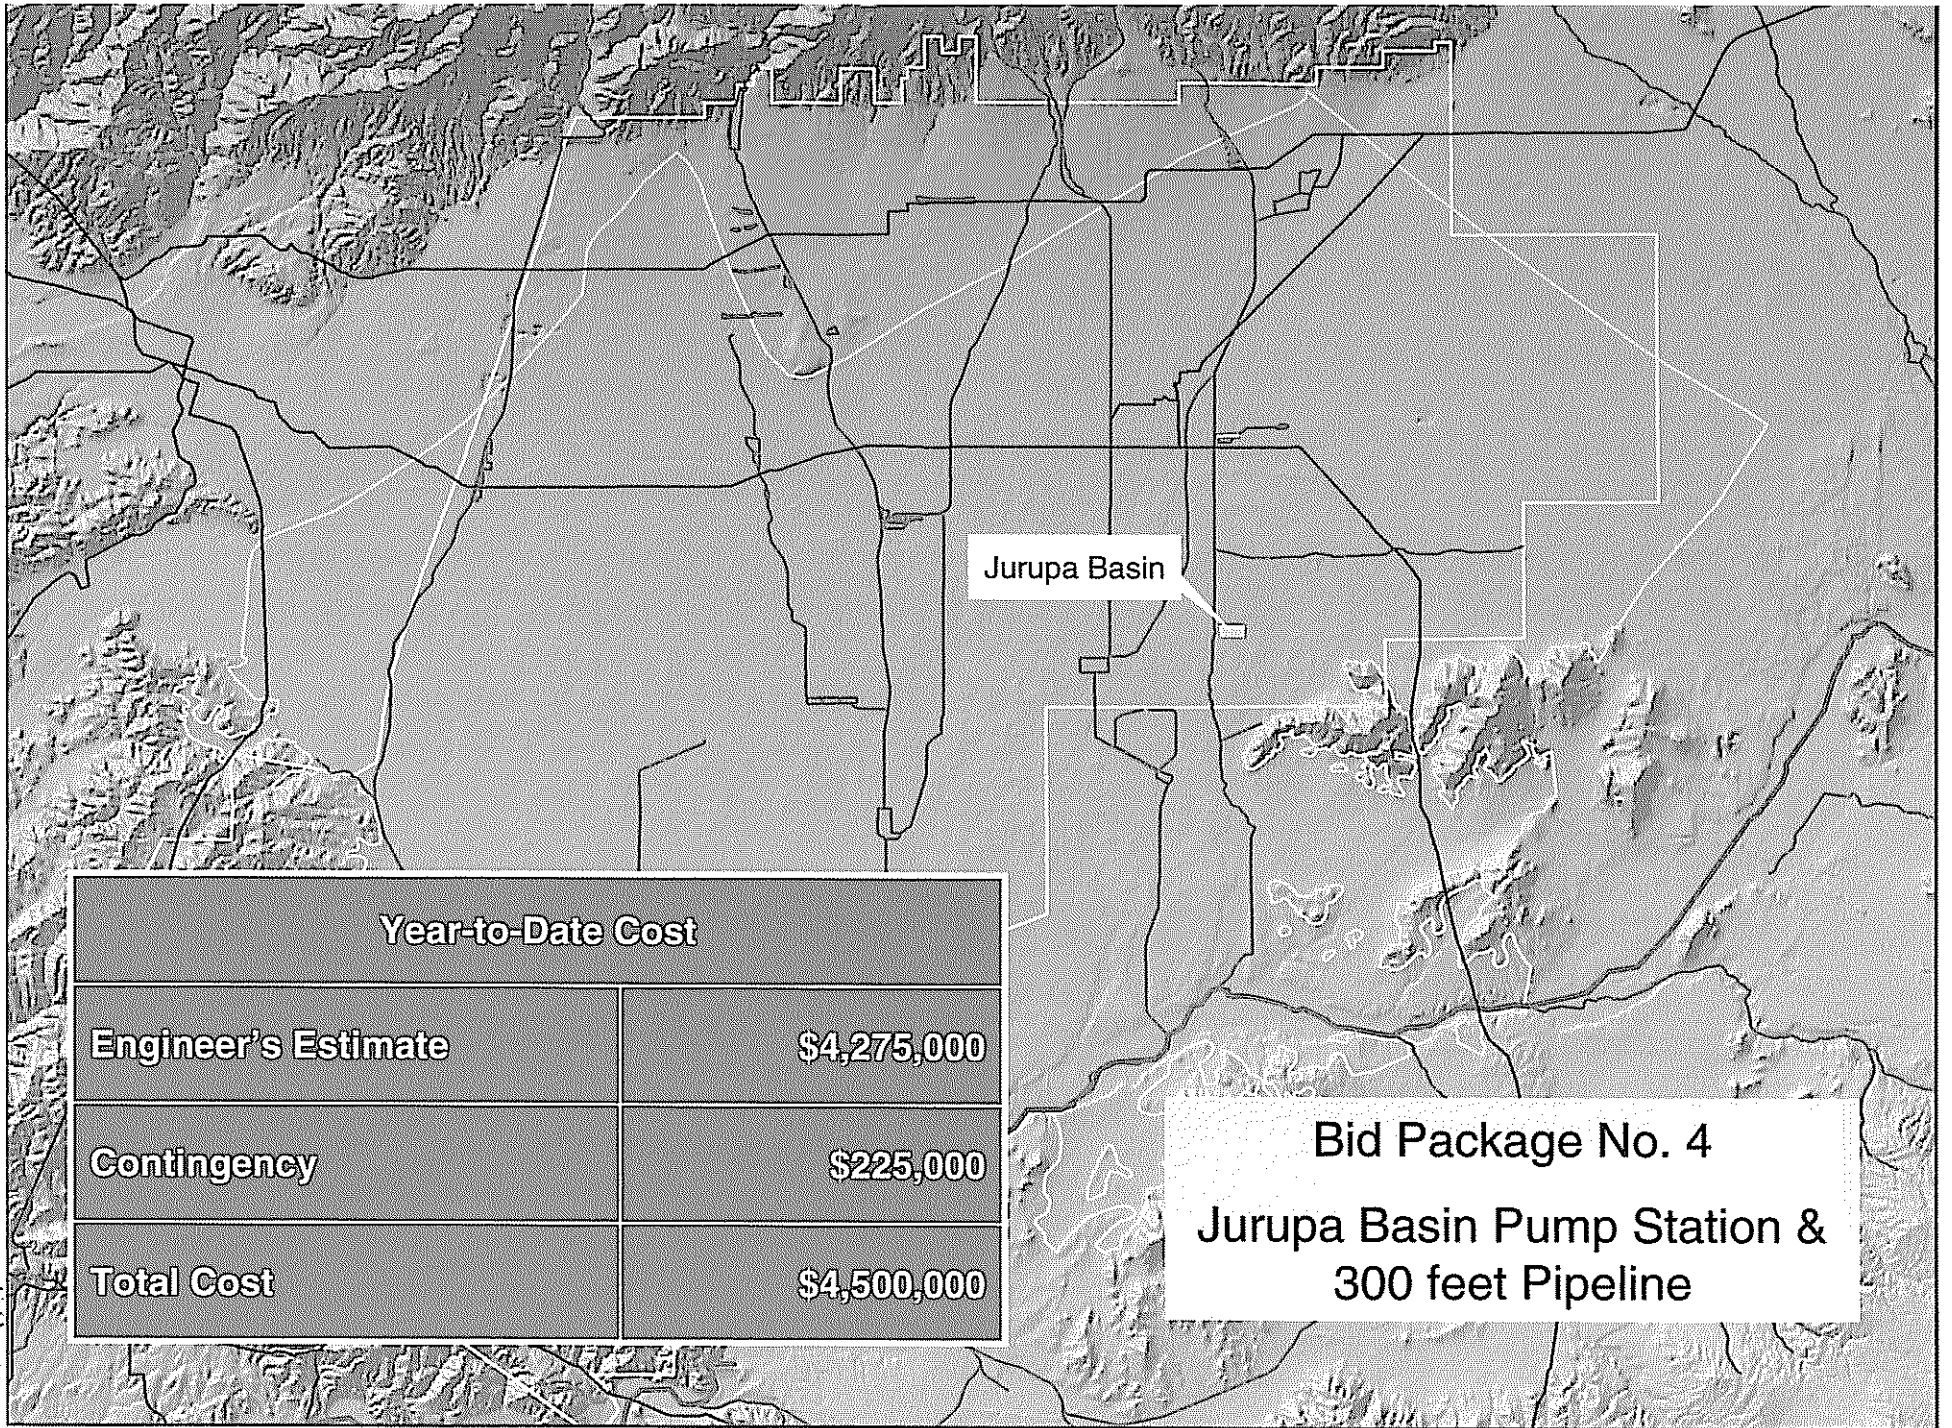 Jurupa Basin
Year-to-Date Cost
Engineer's Estimate $4,275,000
Contingency $225,000
Total Cost $4,500,000
Bid Package No. 4
Jurupa Basin Pump Station &
300 feet Pipeline